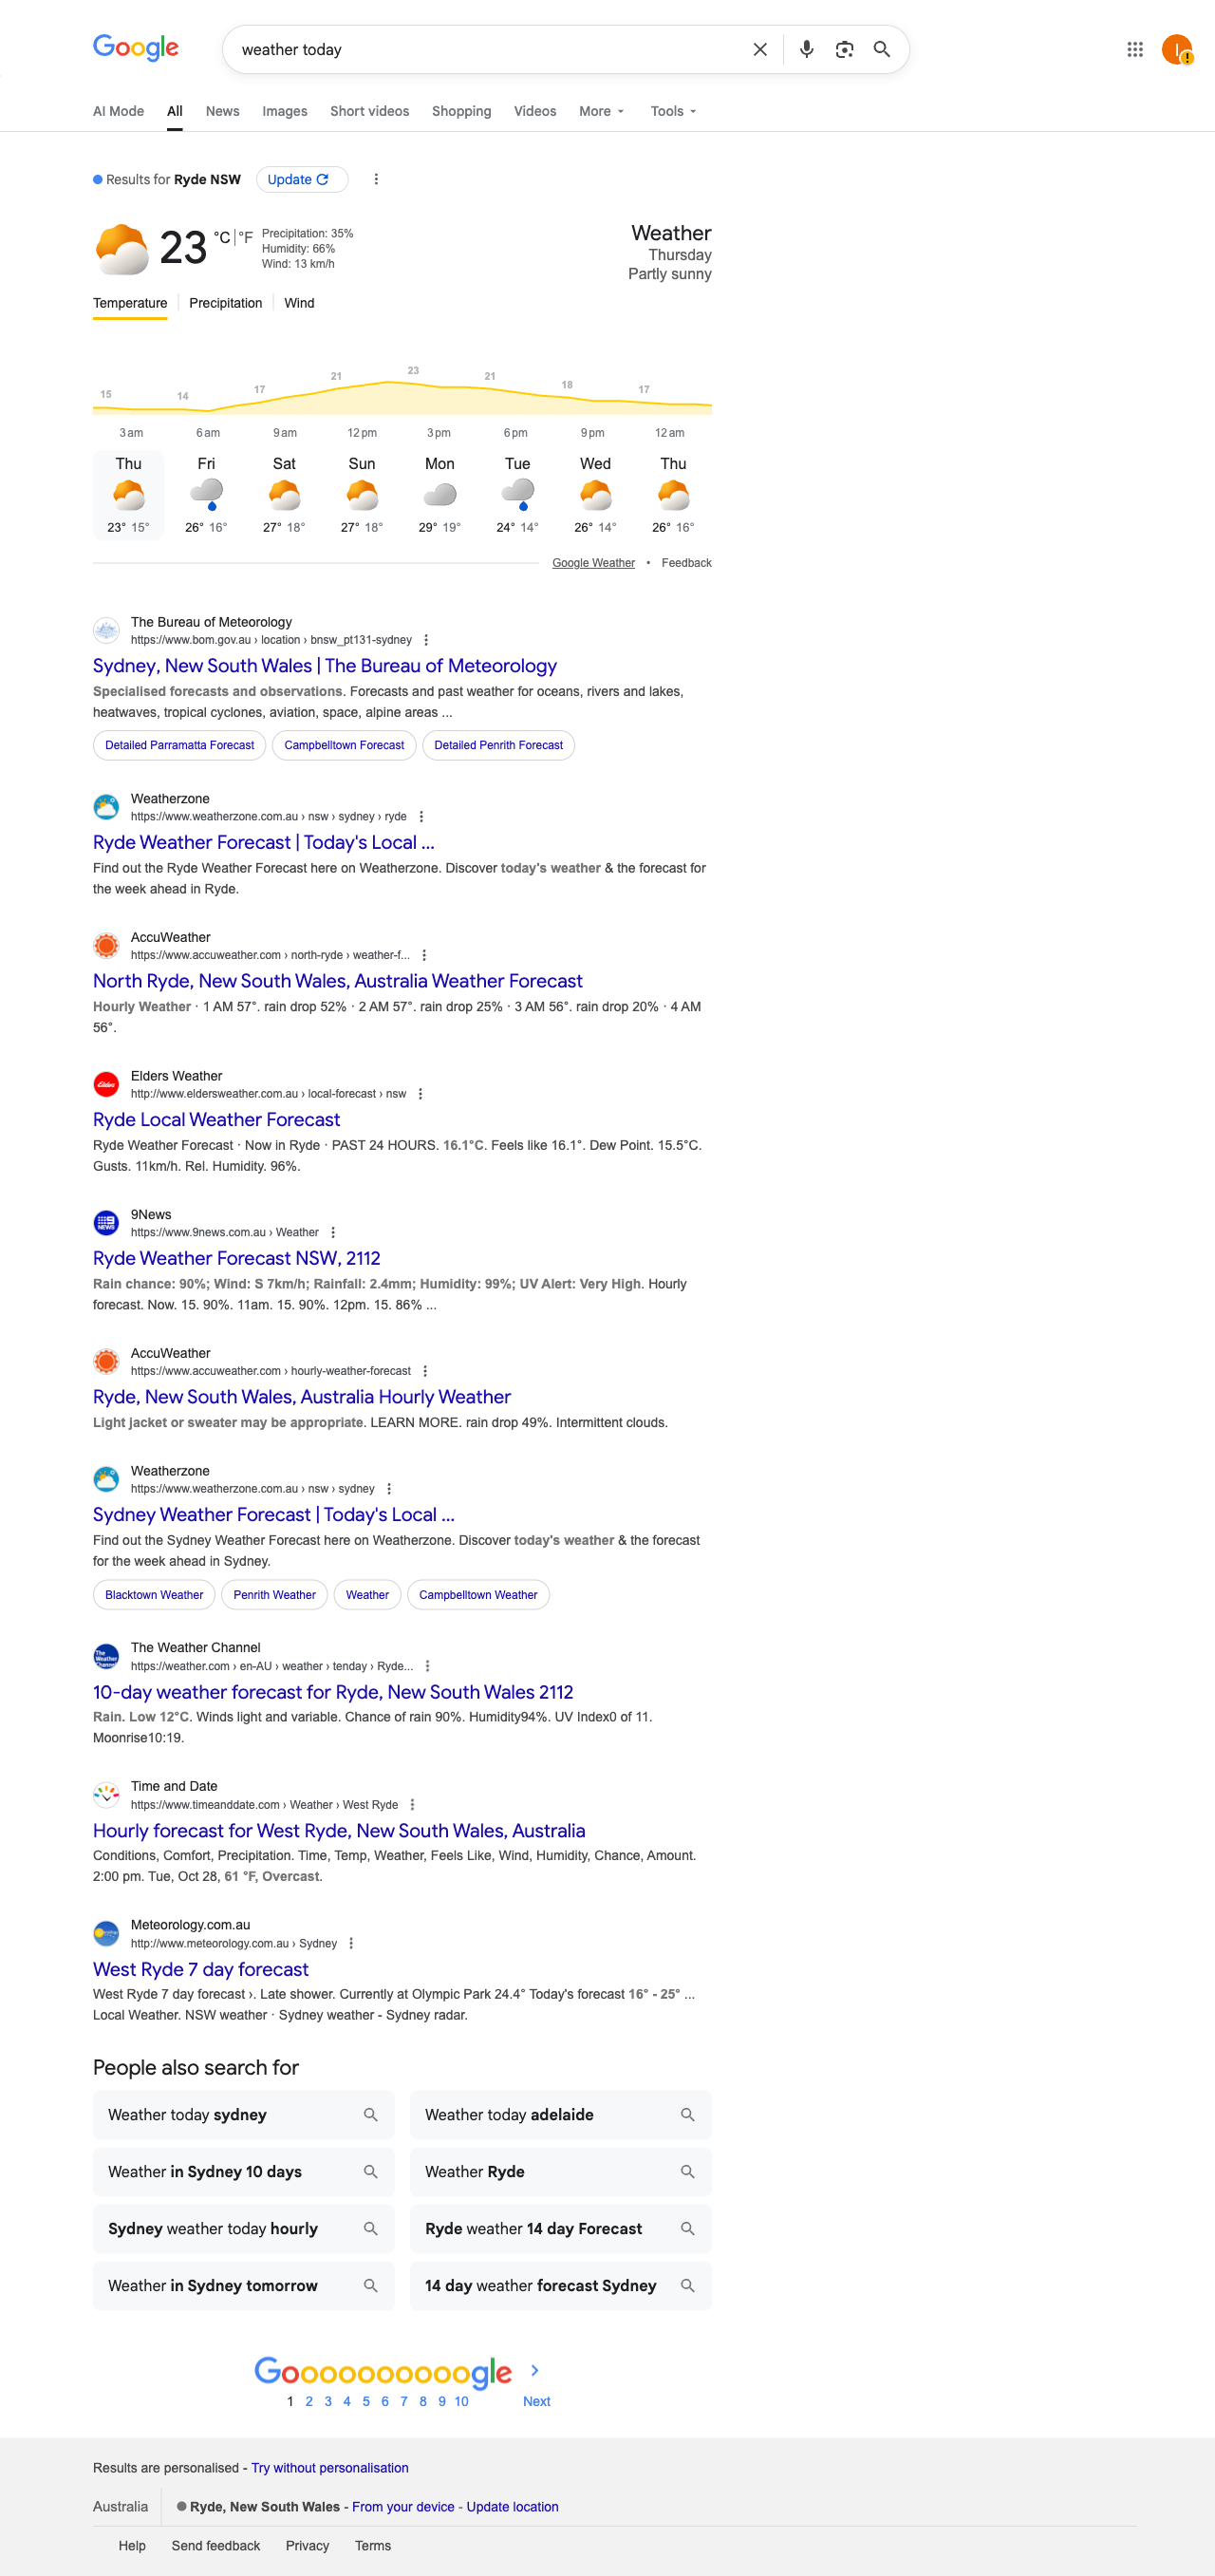 Google
weather today
I
AI Mode All News Images Short videos Shopping Videos More Tools
Results for Ryde NSW Update
23 °C | °F
Precipitation: 35%
Humidity: 66%
Wind: 13 km/h
Weather
Thursday
Partly sunny
Temperature Precipitation Wind
15 14 17 21 23 21 18 17
3 am 6 am 9 am 12 pm 3 pm 6 pm 9 pm 12 am
Thu Fri Sat Sun Mon Tue Wed Thu
23° 15° 26° 16° 27° 18° 27° 18° 29° 19° 24° 14° 26° 14° 26° 16°
Google Weather • Feedback
The Bureau of Meteorology
https://www.bom.gov.au › location › bnsw_pt131-sydney
Sydney, New South Wales | The Bureau of Meteorology
Specialised forecasts and observations. Forecasts and past weather for oceans, rivers and lakes,
heatwaves, tropical cyclones, aviation, space, alpine areas ...
Detailed Parramatta Forecast Campbelltown Forecast Detailed Penrith Forecast
Weatherzone
https://www.weatherzone.com.au › nsw › sydney › ryde
Ryde Weather Forecast | Today's Local ...
Find out the Ryde Weather Forecast here on Weatherzone. Discover today's weather & the forecast for
the week ahead in Ryde.
AccuWeather
https://www.accuweather.com › north-ryde › weather-f...
North Ryde, New South Wales, Australia Weather Forecast
Hourly Weather · 1 AM 57°. rain drop 52% · 2 AM 57°. rain drop 25% · 3 AM 56°. rain drop 20% · 4 AM
56°.
Elders
Elders Weather
http://www.eldersweather.com.au › local-forecast › nsw
Ryde Local Weather Forecast
Ryde Weather Forecast · Now in Ryde · PAST 24 HOURS. 16.1°C. Feels like 16.1°. Dew Point. 15.5°C.
Gusts. 11km/h. Rel. Humidity. 96%.
9 NEWS
9News
https://www.9news.com.au › Weather
Ryde Weather Forecast NSW, 2112
Rain chance: 90%; Wind: S 7km/h; Rainfall: 2.4mm; Humidity: 99%; UV Alert: Very High. Hourly
forecast. Now. 15. 90%. 11am. 15. 90%. 12pm. 15. 86% ...
AccuWeather
https://www.accuweather.com › hourly-weather-forecast
Ryde, New South Wales, Australia Hourly Weather
Light jacket or sweater may be appropriate. LEARN MORE. rain drop 49%. Intermittent clouds.
Weatherzone
https://www.weatherzone.com.au › nsw › sydney
Sydney Weather Forecast | Today's Local ...
Find out the Sydney Weather Forecast here on Weatherzone. Discover today's weather & the forecast
for the week ahead in Sydney.
Blacktown Weather Penrith Weather Weather Campbelltown Weather
The Weather Channel
The Weather Channel
https://weather.com › en-AU › weather › tenday › Ryde...
10-day weather forecast for Ryde, New South Wales 2112
Rain. Low 12°C. Winds light and variable. Chance of rain 90%. Humidity94%. UV Index0 of 11.
Moonrise10:19.
Time and Date
https://www.timeanddate.com › Weather › West Ryde
Hourly forecast for West Ryde, New South Wales, Australia
Conditions, Comfort, Precipitation. Time, Temp, Weather, Feels Like, Wind, Humidity, Chance, Amount.
2:00 pm. Tue, Oct 28, 61 °F, Overcast.
Meteorology.com.au
http://www.meteorology.com.au › Sydney
West Ryde 7 day forecast
West Ryde 7 day forecast ›. Late shower. Currently at Olympic Park 24.4° Today's forecast 16° - 25° ...
Local Weather. NSW weather · Sydney weather - Sydney radar.
People also search for
Weather today sydney Weather today adelaide
Weather in Sydney 10 days Weather Ryde
Sydney weather today hourly Ryde weather 14 day Forecast
Weather in Sydney tomorrow 14 day weather forecast Sydney
Goooooooooogle
1 2 3 4 5 6 7 8 9 10 Next
Results are personalised - Try without personalisation
Australia Ryde, New South Wales - From your device - Update location
Help Send feedback Privacy Terms